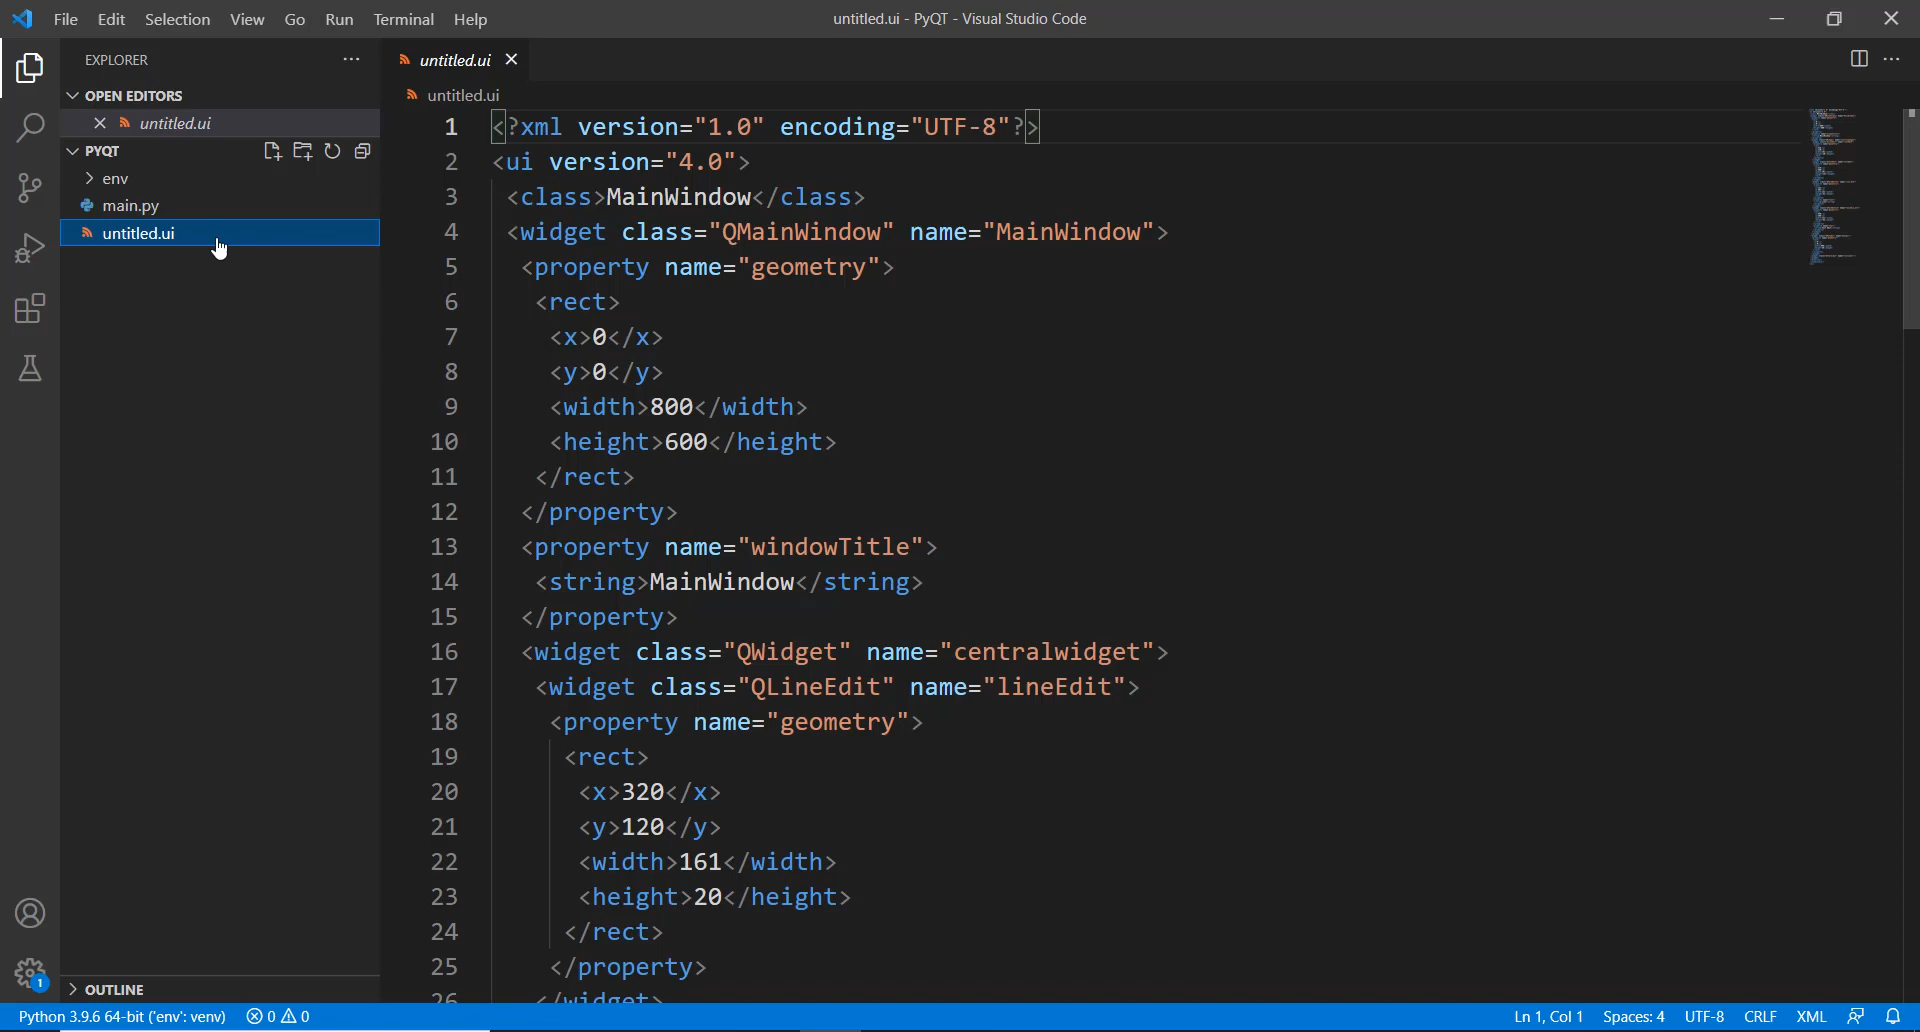 File Edit Selection View Go Run Terminal Help
untitled.ui - PyQT - Visual Studio Code
EXPLORER
OPEN EDITORS
untitled.ui
PYQT
env
main.py
untitled.ui
OUTLINE
untitled.ui
untitled.ui
1 <?xml version="1.0" encoding="UTF-8"?>
2 <ui version="4.0">
3 <class>MainWindow</class>
4 <widget class="QMainWindow" name="MainWindow">
5 <property name="geometry">
6 <rect>
7 <x>0</x>
8 <y>0</y>
9 <width>800</width>
10 <height>600</height>
11 </rect>
12 </property>
13 <property name="windowTitle">
14 <string>MainWindow</string>
15 </property>
16 <widget class="QWidget" name="centralwidget">
17 <widget class="QLineEdit" name="lineEdit">
18 <property name="geometry">
19 <rect>
20 <x>320</x>
21 <y>120</y>
22 <width>161</width>
23 <height>20</height>
24 </rect>
25 </property>
26 </widget>
1
Python 3.9.6 64-bit ('env': venv) 0 0 Ln 1, Col 1 Spaces: 4 UTF-8 CRLF XML